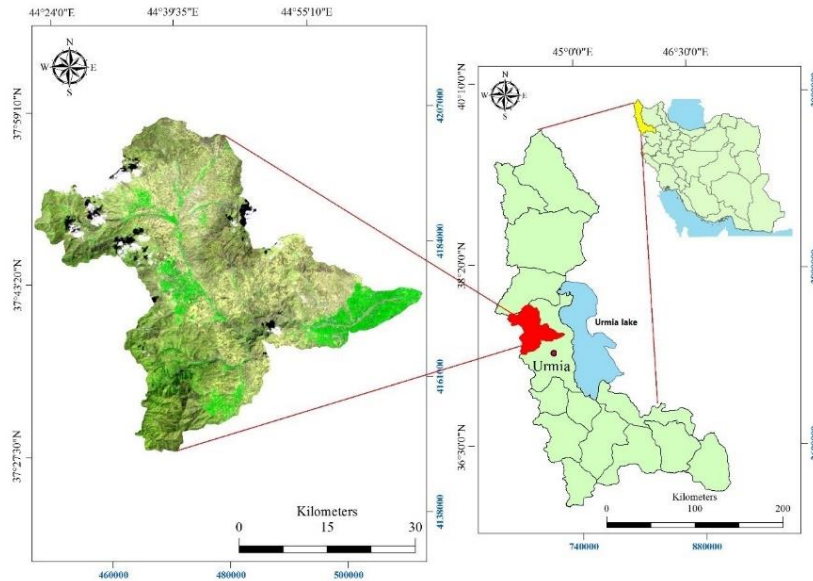 44°24'0"E
44°39'35"E
44°55'10"E
N
W
E
S
37°59'10"N
37°43'20"N
37°27'30"N
4207000
4184000
4161000
4138000
Kilometers
0
15
30
460000
480000
500000
45°0'0"E
46°30'0"E
N
W
E
S
40°10'0"N
38°20'0"N
36°30'0"N
Urmia lake
Urmia
Kilometers
0
100
200
740000
880000